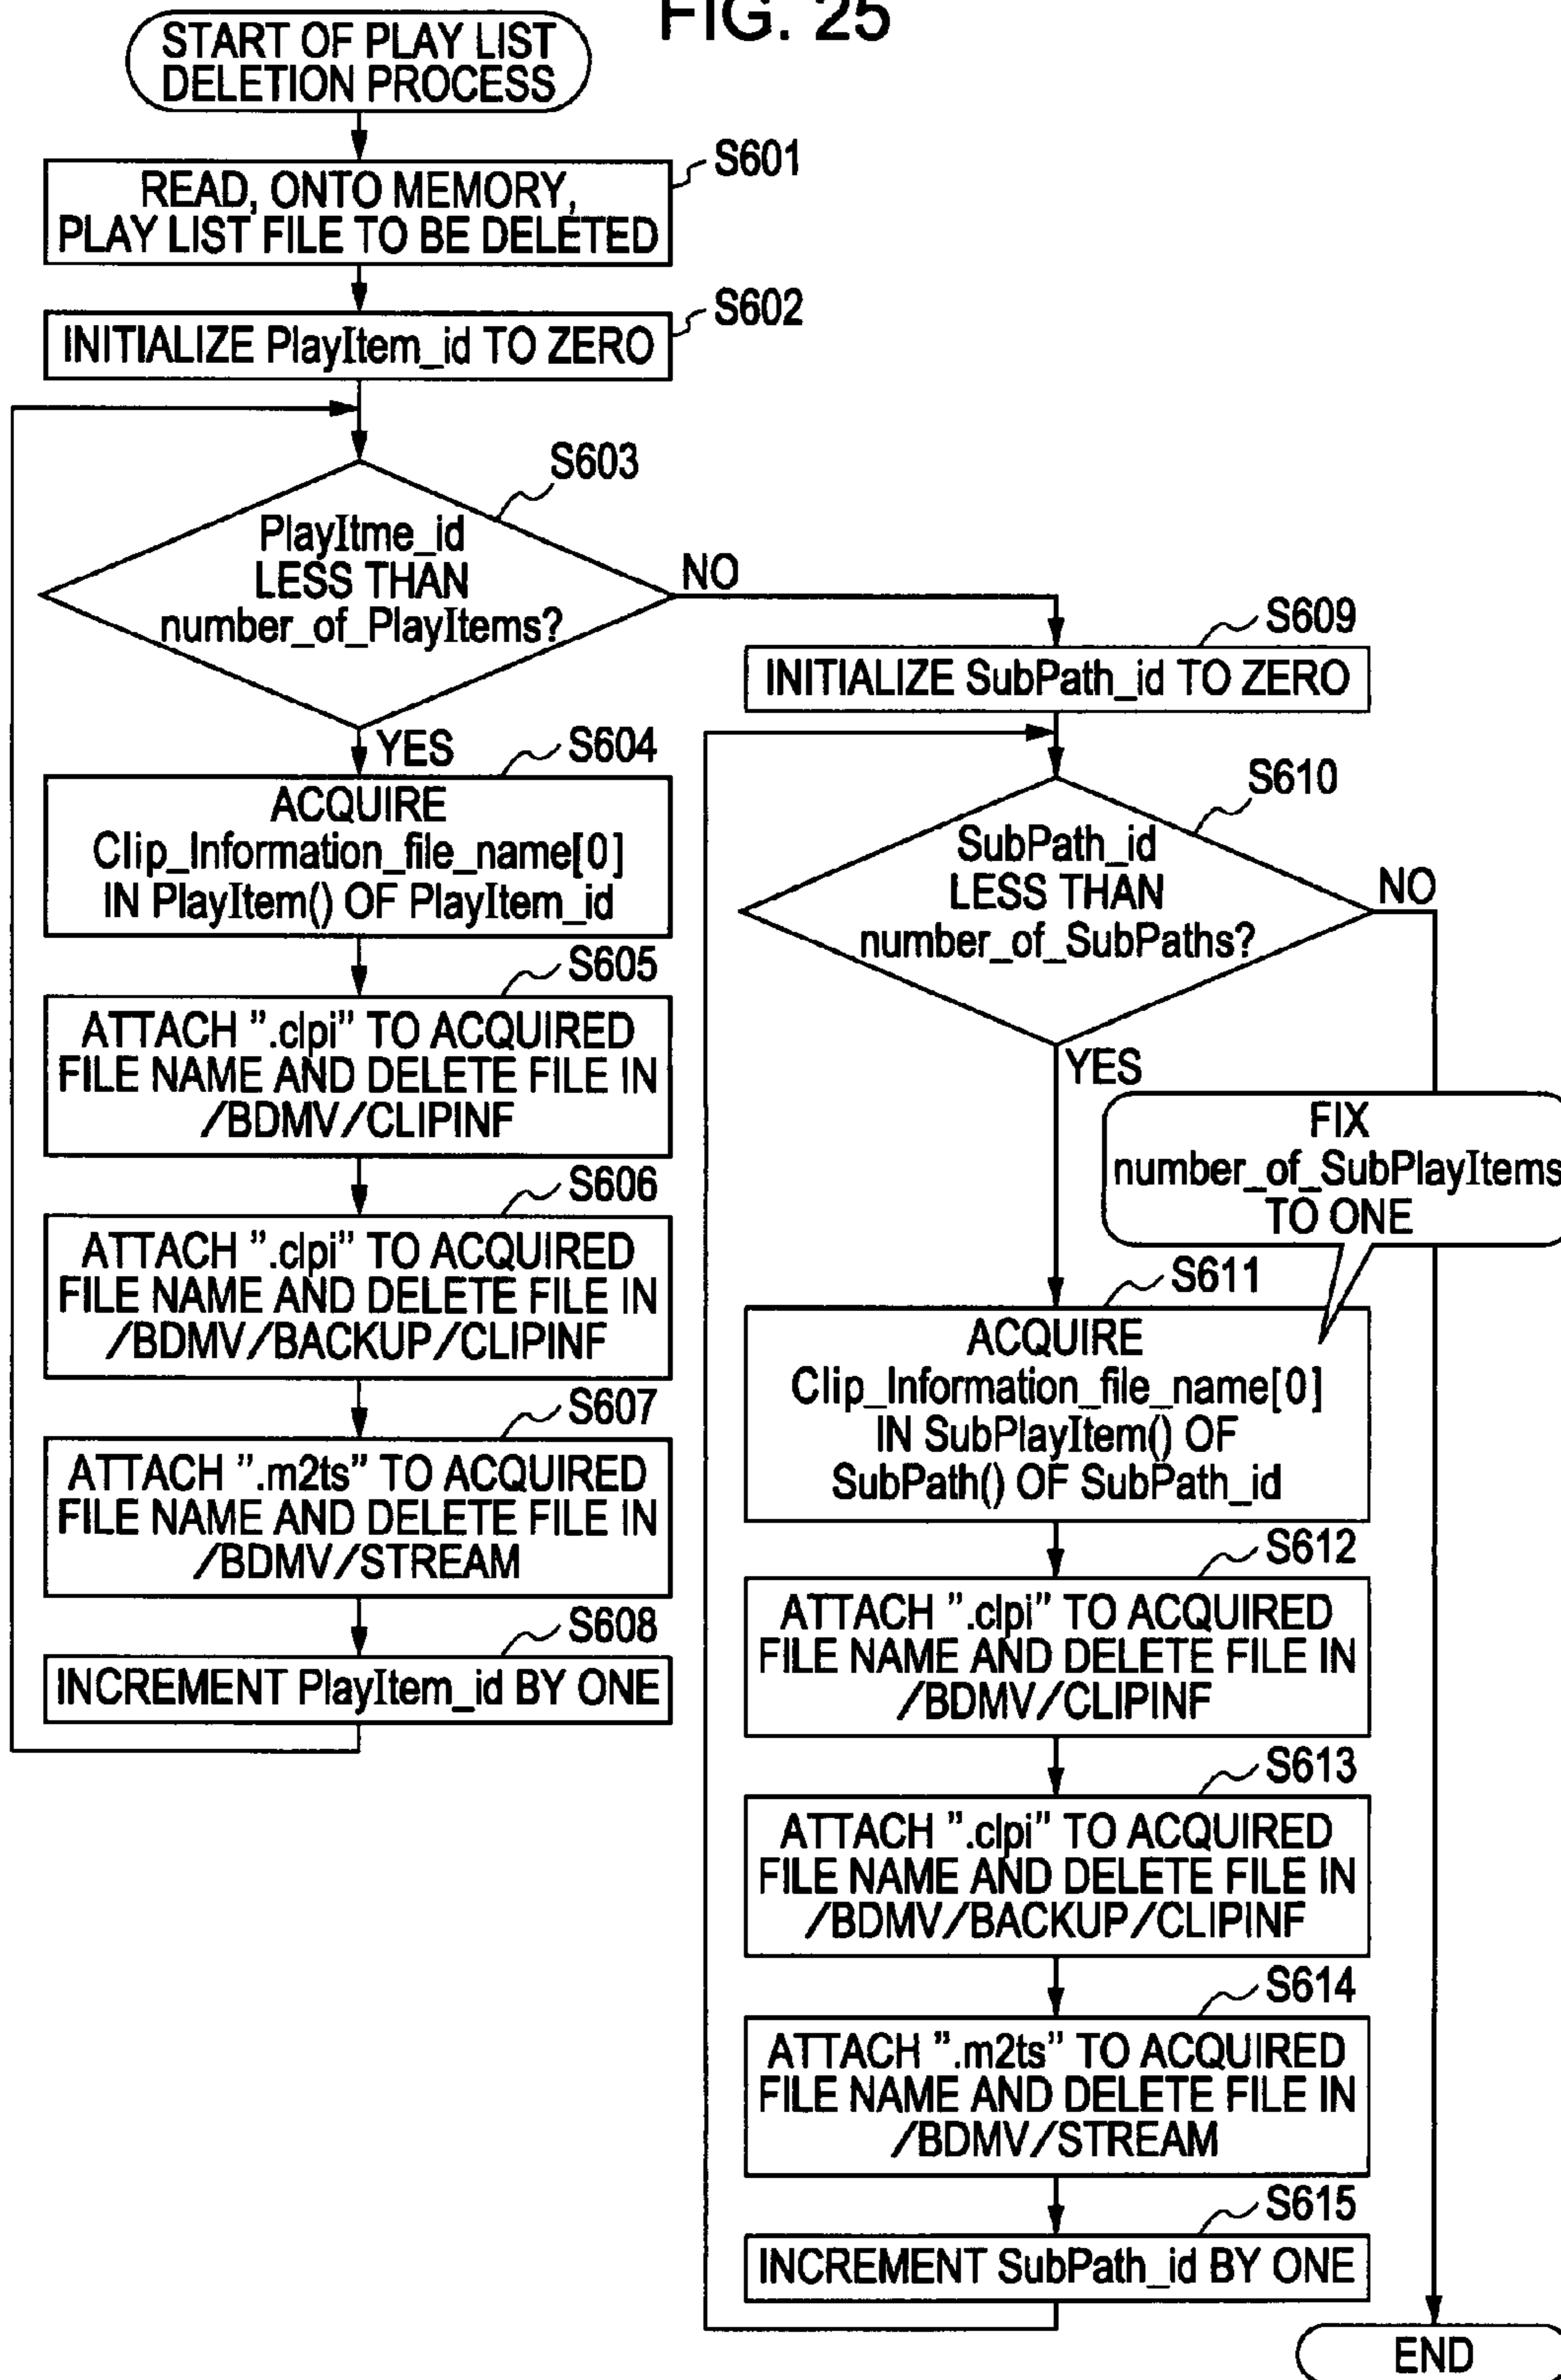 FIG. 25
START OF PLAY LIST
DELETION PROCESS
S601
READ, ONTO MEMORY,
PLAY LIST FILE TO BE DELETED
S602
INITIALIZE PlayItem_id TO ZERO
S603
PlayItme_id
LESS THAN
number_of_PlayItems?
NO
YES
S604
ACQUIRE
Clip_Information_file_name[0]
IN PlayItem() OF PlayItem_id
S605
ATTACH ”.clpi” TO ACQUIRED
FILE NAME AND DELETE FILE IN
/BDMV/CLIPINF
S606
ATTACH ”.clpi” TO ACQUIRED
FILE NAME AND DELETE FILE IN
/BDMV/BACKUP/CLIPINF
S607
ATTACH ”.m2ts” TO ACQUIRED
FILE NAME AND DELETE FILE IN
/BDMV/STREAM
S608
INCREMENT PlayItem_id BY ONE
S609
INITIALIZE SubPath_id TO ZERO
S610
SubPath_id
LESS THAN
number_of_SubPaths?
NO
YES
FIX
number_of_SubPlayItems
TO ONE
S611
ACQUIRE
Clip_Information_file_name[0]
IN SubPlayItem() OF
SubPath() OF SubPath_id
S612
ATTACH ”.clpi” TO ACQUIRED
FILE NAME AND DELETE FILE IN
/BDMV/CLIPINF
S613
ATTACH ”.clpi” TO ACQUIRED
FILE NAME AND DELETE FILE IN
/BDMV/BACKUP/CLIPINF
S614
ATTACH ”.m2ts” TO ACQUIRED
FILE NAME AND DELETE FILE IN
/BDMV/STREAM
S615
INCREMENT SubPath_id BY ONE
END